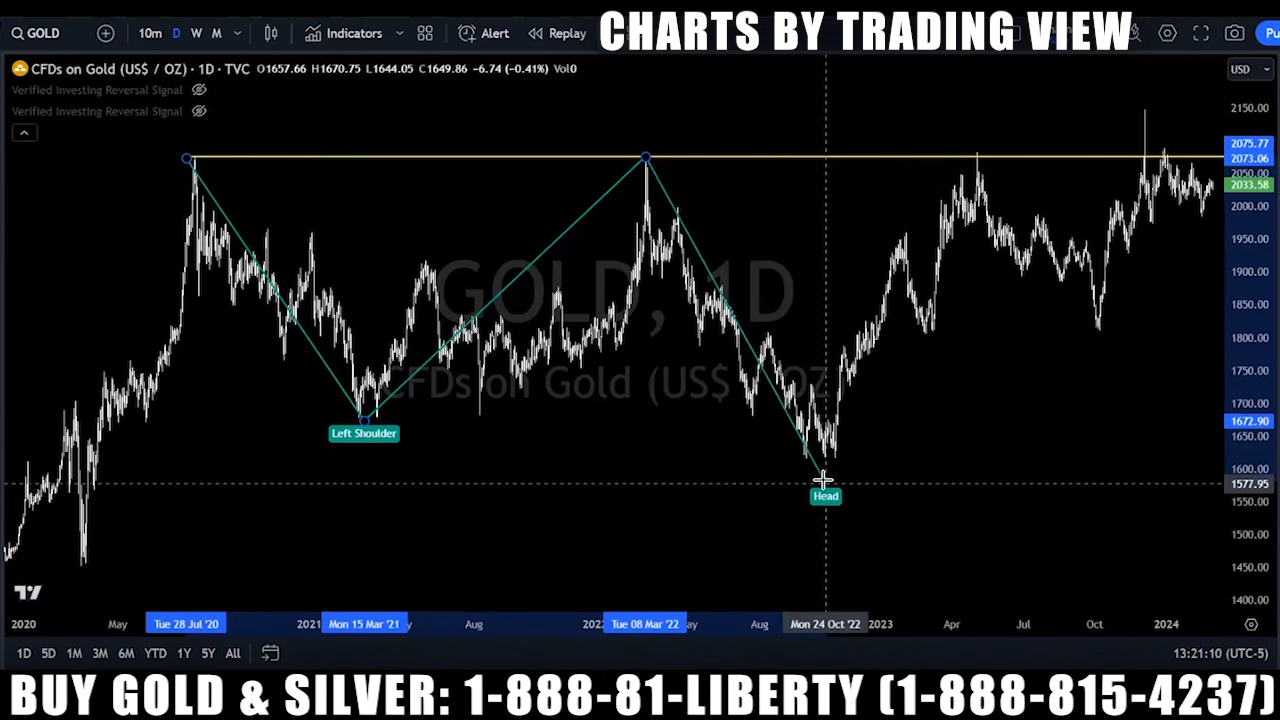 CHARTS BY TRADING VIEW
GOLD 10m D W M Indicators Alert Replay Pu
CFDs on Gold (US$ / OZ) · 1D · TVC O1657.66 H1670.75 L1644.05 C1649.86 -6.74 (-0.41%) Vol0 USD
Verified Investing Reversal Signal
Verified Investing Reversal Signal
2150.00
2075.77
2073.06
2050.00
2033.58
2000.00
1950.00
1900.00
GOLD, 1D
1850.00
1800.00
1750.00
CFDs on Gold (US$ / OZ)
1700.00
1672.90
Left Shoulder
1650.00
1600.00
1577.95
Head
1550.00
1500.00
1450.00
1400.00
2020 May Tue 28 Jul '20 2021 Mon 15 Mar '21 Aug 2022 Tue 08 Mar '22 Aug Mon 24 Oct '22 2023 Apr Jul Oct 2024
1D 5D 1M 3M 6M YTD 1Y 5Y All 13:21:10 (UTC-5)
BUY GOLD & SILVER: 1-888-81-LIBERTY (1-888-815-4237)